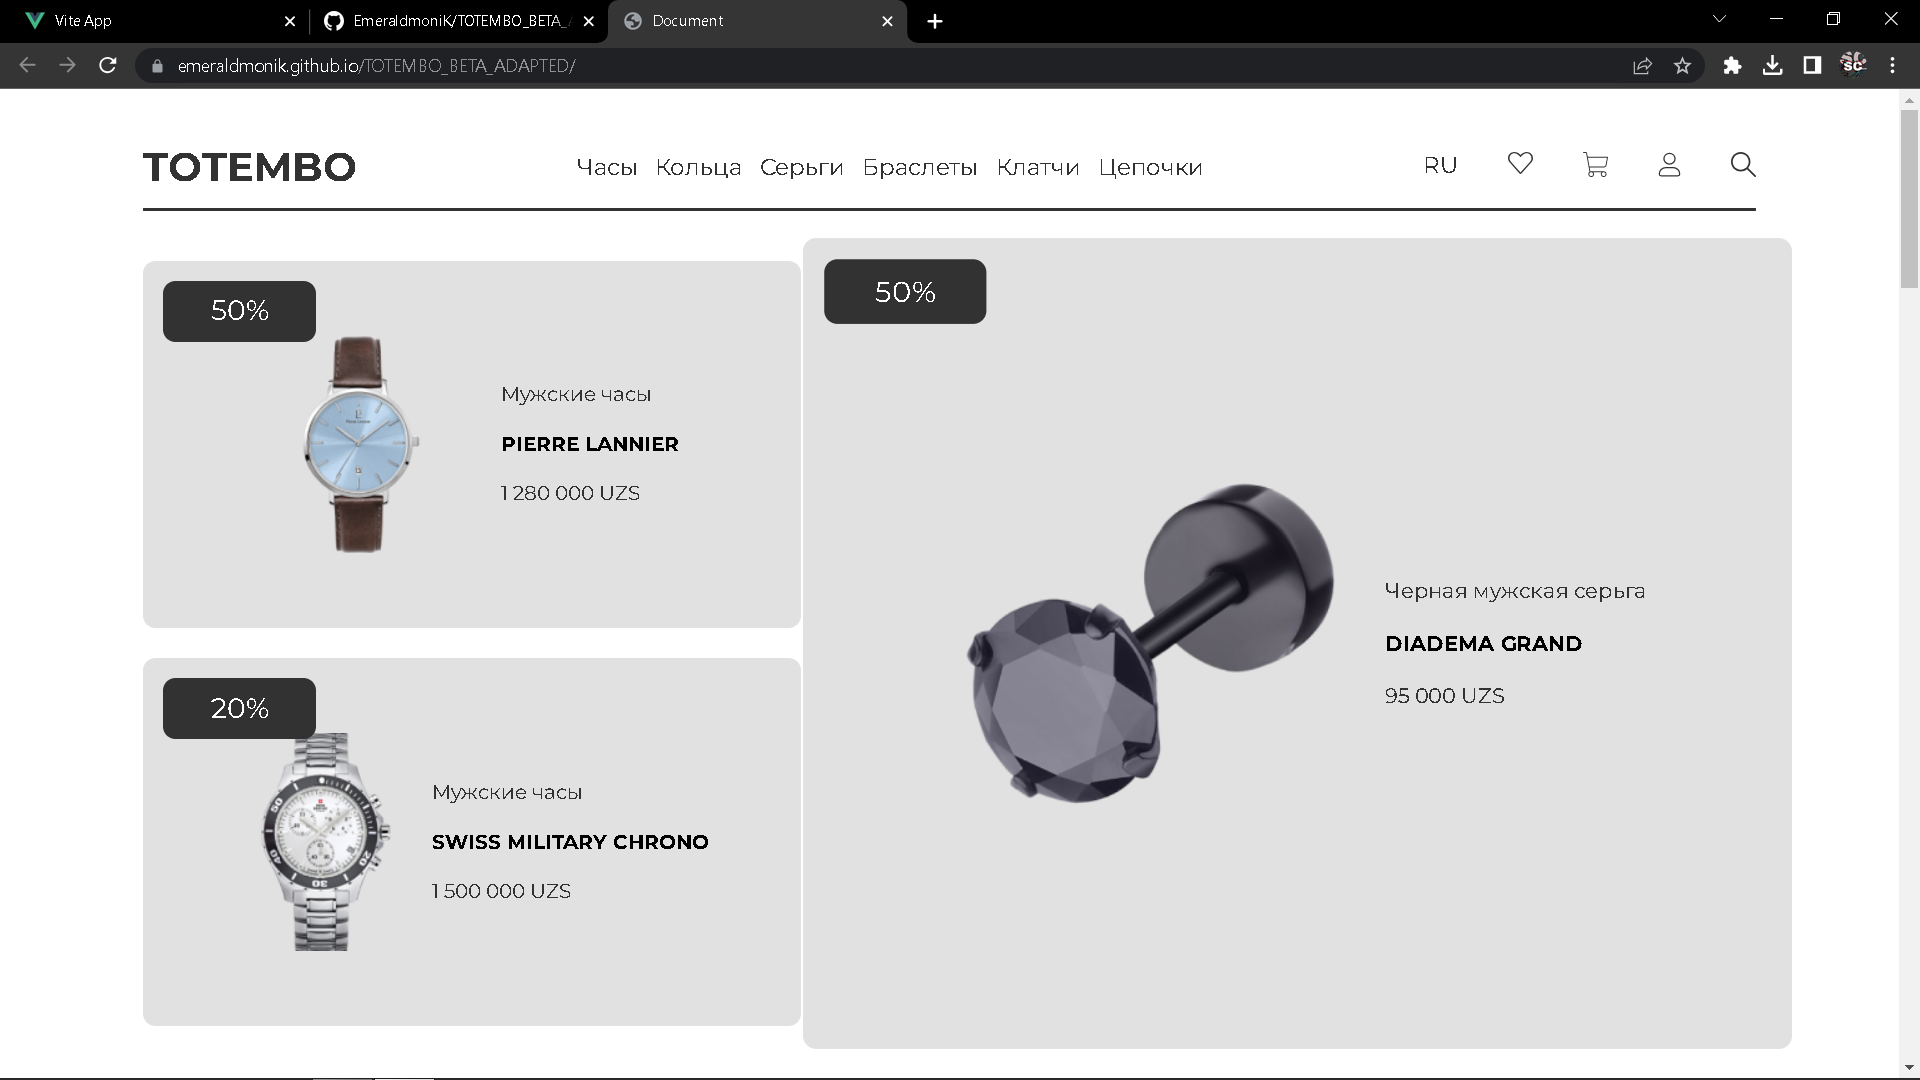 Vite App
EmeraldmoniK/TOTEMBO_BETA_
Document
emeraldmonik.github.io/TOTEMBO_BETA_ADAPTED/
TOTEMBO
Часы Кольца Серьги Браслеты Клатчи Цепочки
RU
50%
Мужские часы
PIERRE LANNIER
1 280 000 UZS
20%
Мужские часы
SWISS MILITARY CHRONO
1 500 000 UZS
50%
Черная мужская серьга
DIADEMA GRAND
95 000 UZS